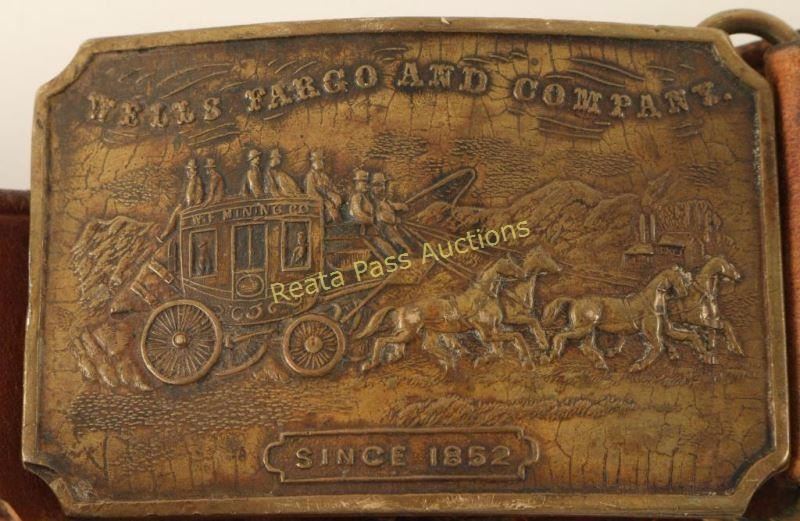 WELLS FARGO AND COMPANY.
W.F. MINING CO
Reata Pass Auctions
SINCE 1852